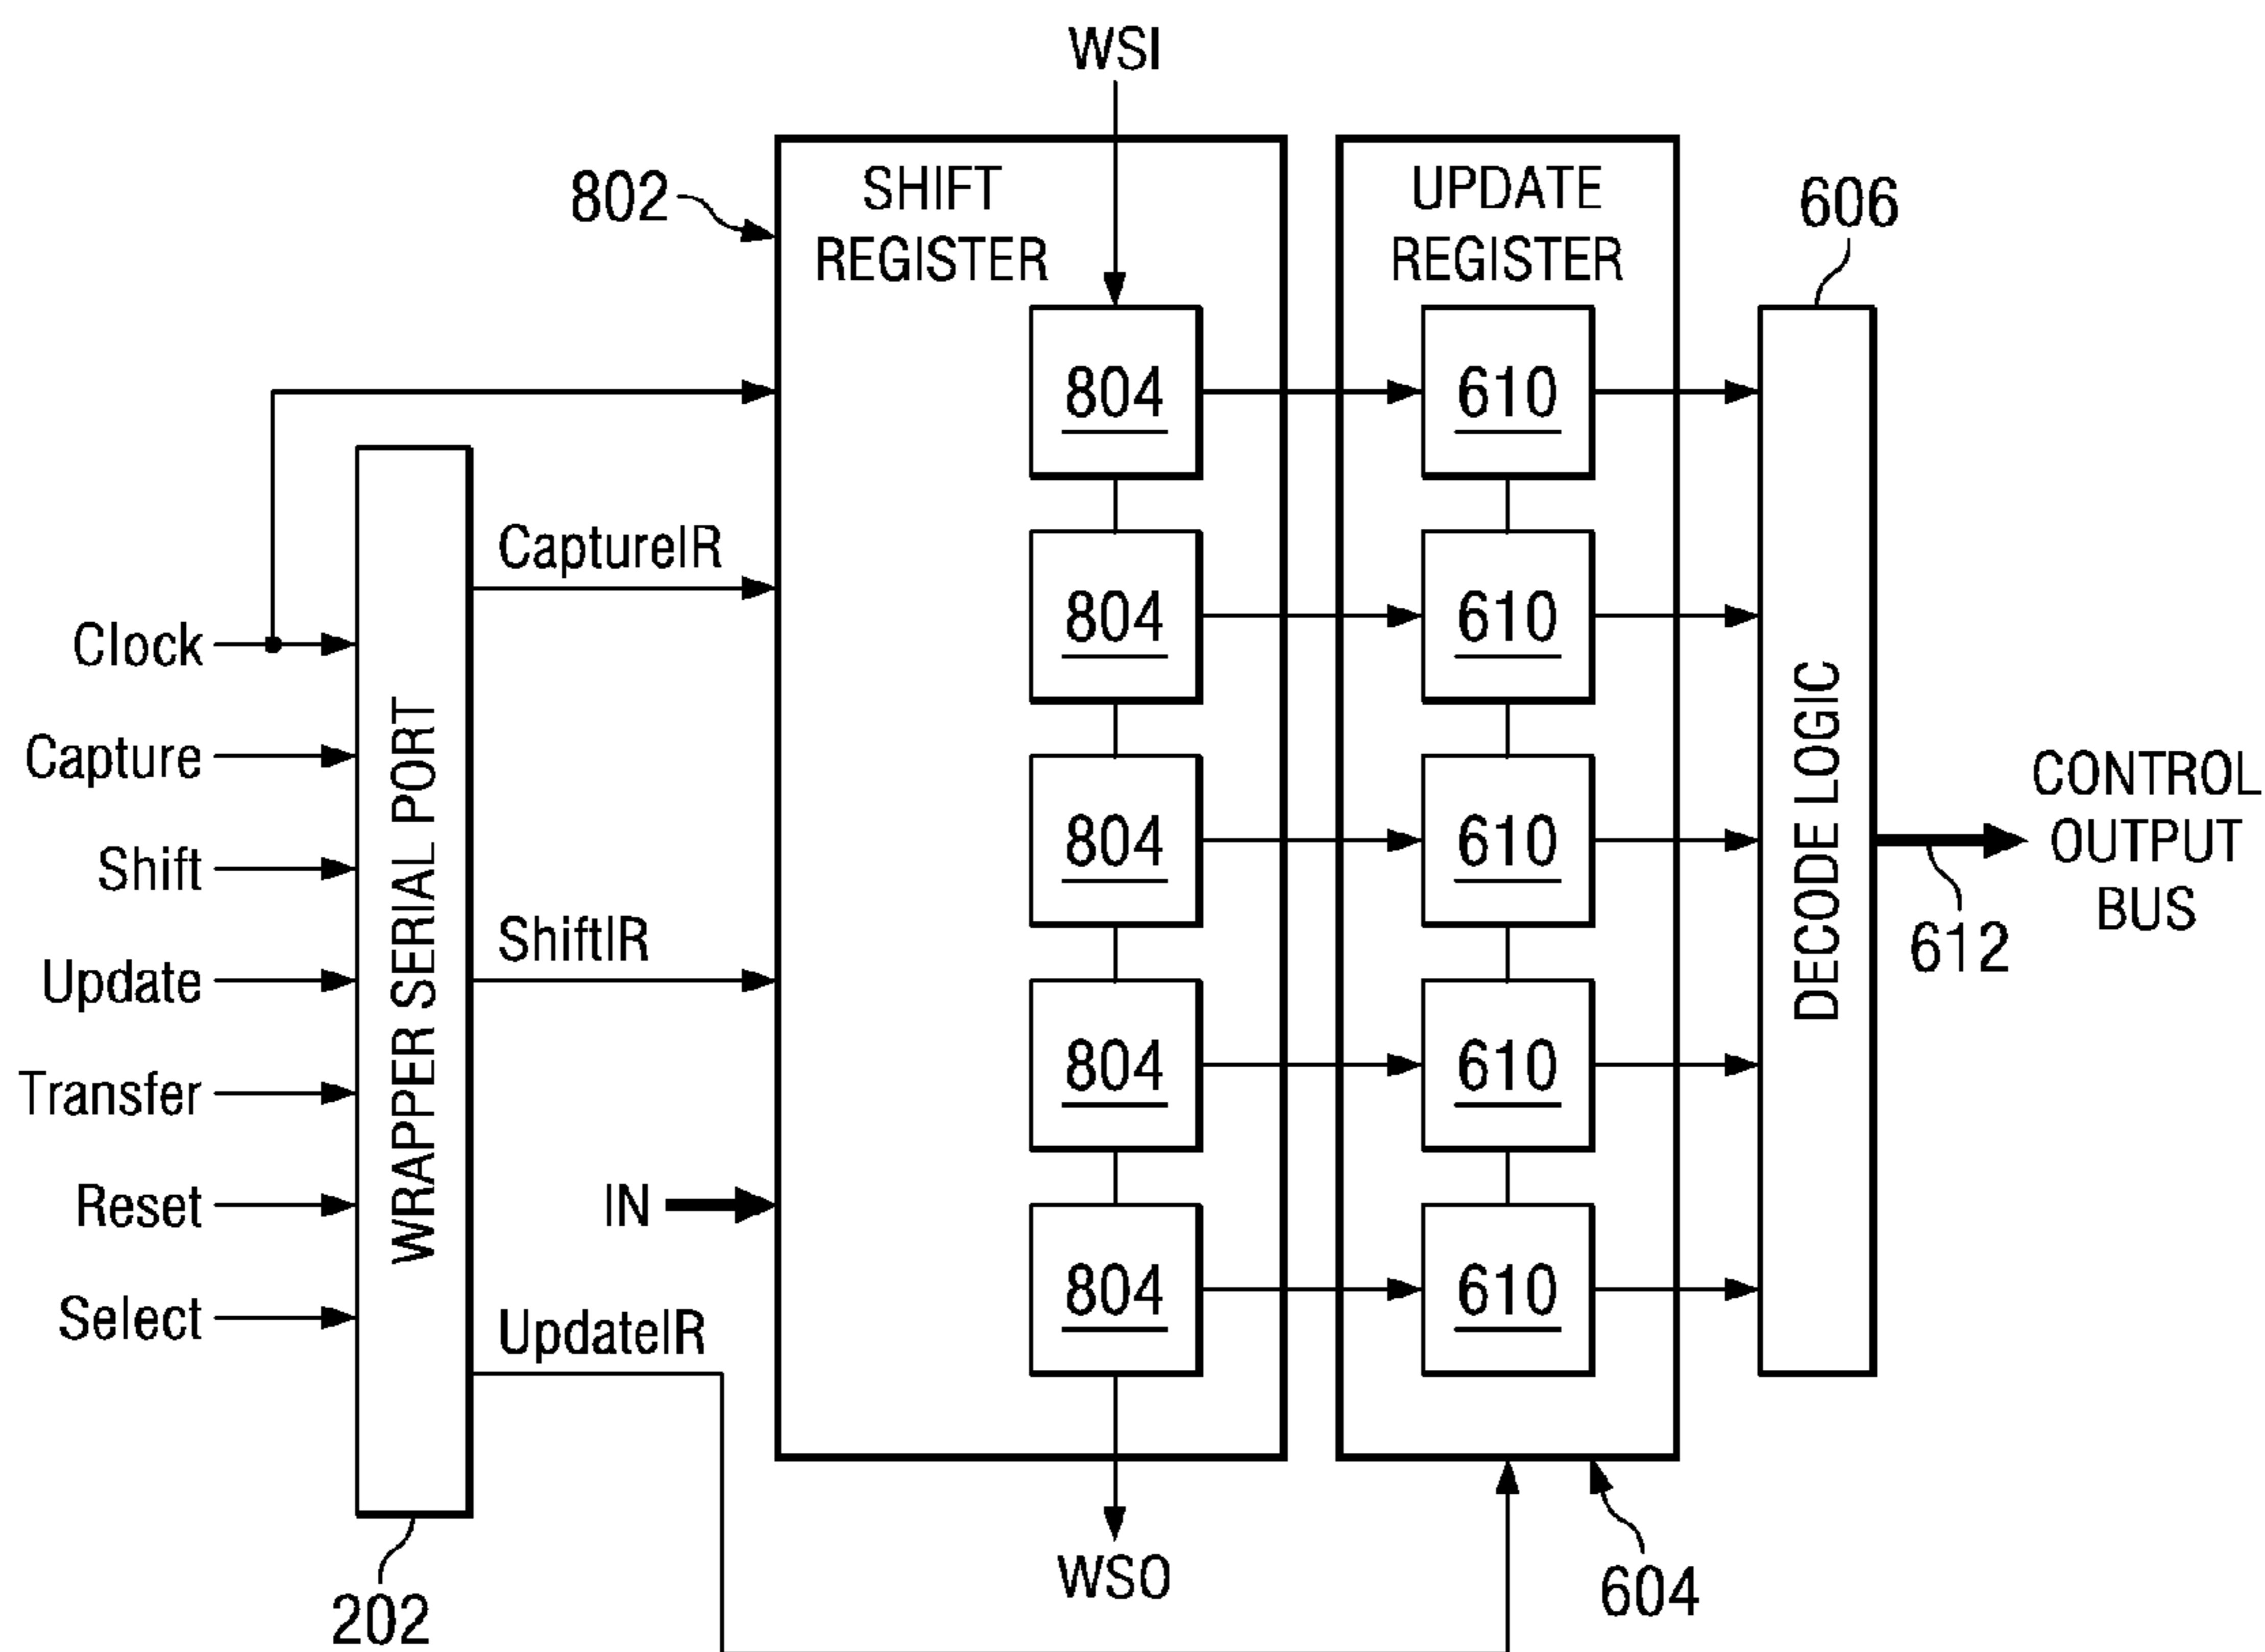 WSI
802
SHIFT
REGISTER
UPDATE
REGISTER
606
804
610
804
610
804
610
804
610
804
610
CaptureIR
ShiftIR
IN
UpdateIR
Clock
Capture
Shift
Update
Transfer
Reset
Select
WRAPPER SERIAL PORT
DECODE LOGIC
CONTROL
OUTPUT
BUS
612
WSO
604
202